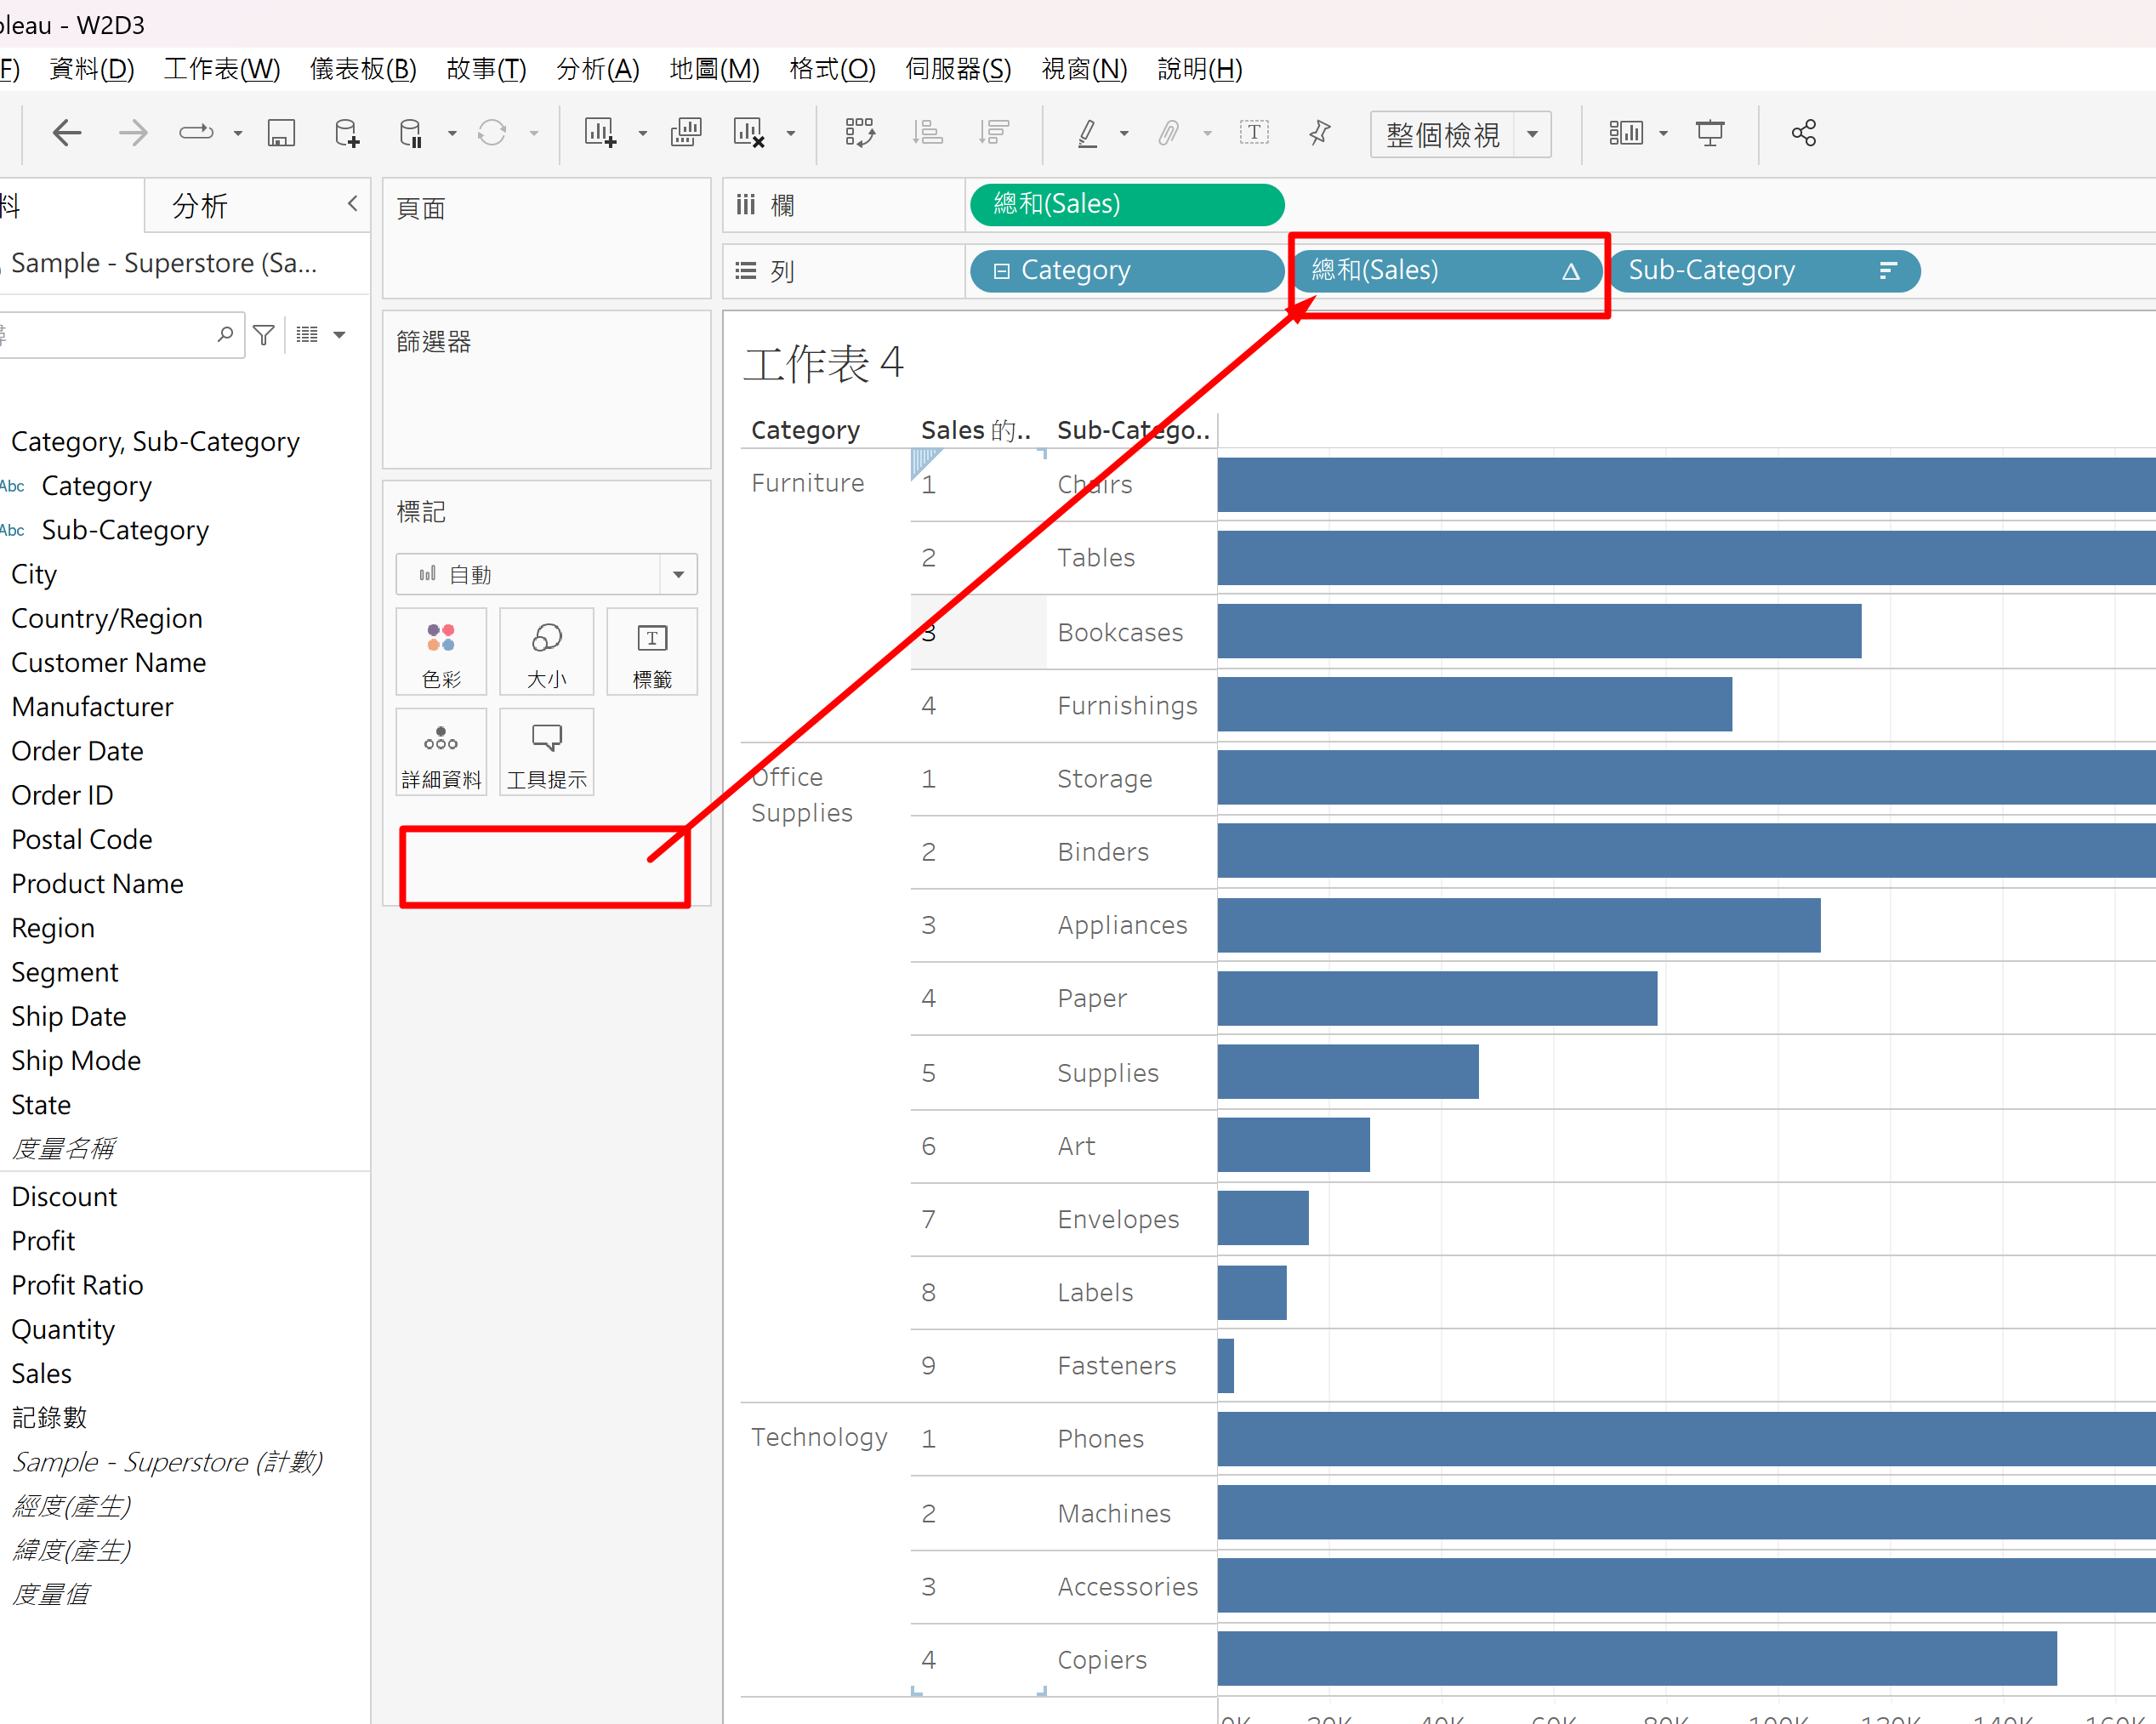 bleau - W2D3
F) 資料(D) 工作表(W) 儀表板(B) 故事(T) 分析(A) 地圖(M) 格式(O) 伺服器(S) 視窗(N) 說明(H)
整個檢視
料 分析
Sample - Superstore (Sa...
Category, Sub-Category
Abc Category
Abc Sub-Category
City
Country/Region
Customer Name
Manufacturer
Order Date
Order ID
Postal Code
Product Name
Region
Segment
Ship Date
Ship Mode
State
度量名稱
Discount
Profit
Profit Ratio
Quantity
Sales
記錄數
Sample - Superstore (計數)
經度(產生)
緯度(產生)
度量值
頁面
篩選器
標記
自動
色彩 大小 標籤
詳細資料 工具提示
欄 總和(Sales)
列 Category 總和(Sales) Sub-Category
工作表 4
Category Sales 的.. Sub-Catego..
Furniture 1 Chairs
2 Tables
3 Bookcases
4 Furnishings
Office Supplies 1 Storage
2 Binders
3 Appliances
4 Paper
5 Supplies
6 Art
7 Envelopes
8 Labels
9 Fasteners
Technology 1 Phones
2 Machines
3 Accessories
4 Copiers
0K 20K 40K 60K 80K 100K 120K 140K 160K